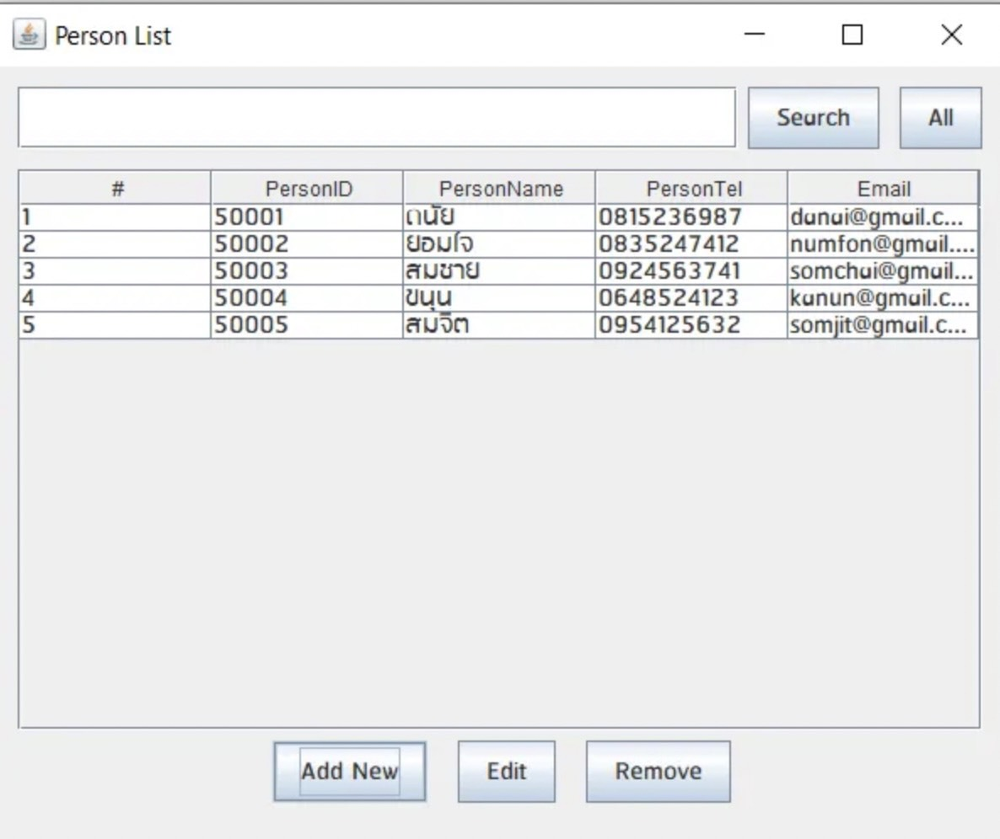 Person List
Search All
# PersonID PersonName PersonTel Email
1 50001 ดนัย 0815236987 danai@gmail.c...
2 50002 ยอมใจ 0835247412 numfon@gmail....
3 50003 สมชาย 0924563741 somchai@gmail...
4 50004 ขนุน 0648524123 kanun@gmail.c...
5 50005 สมจิต 0954125632 somjit@gmail.c...
Add New Edit Remove